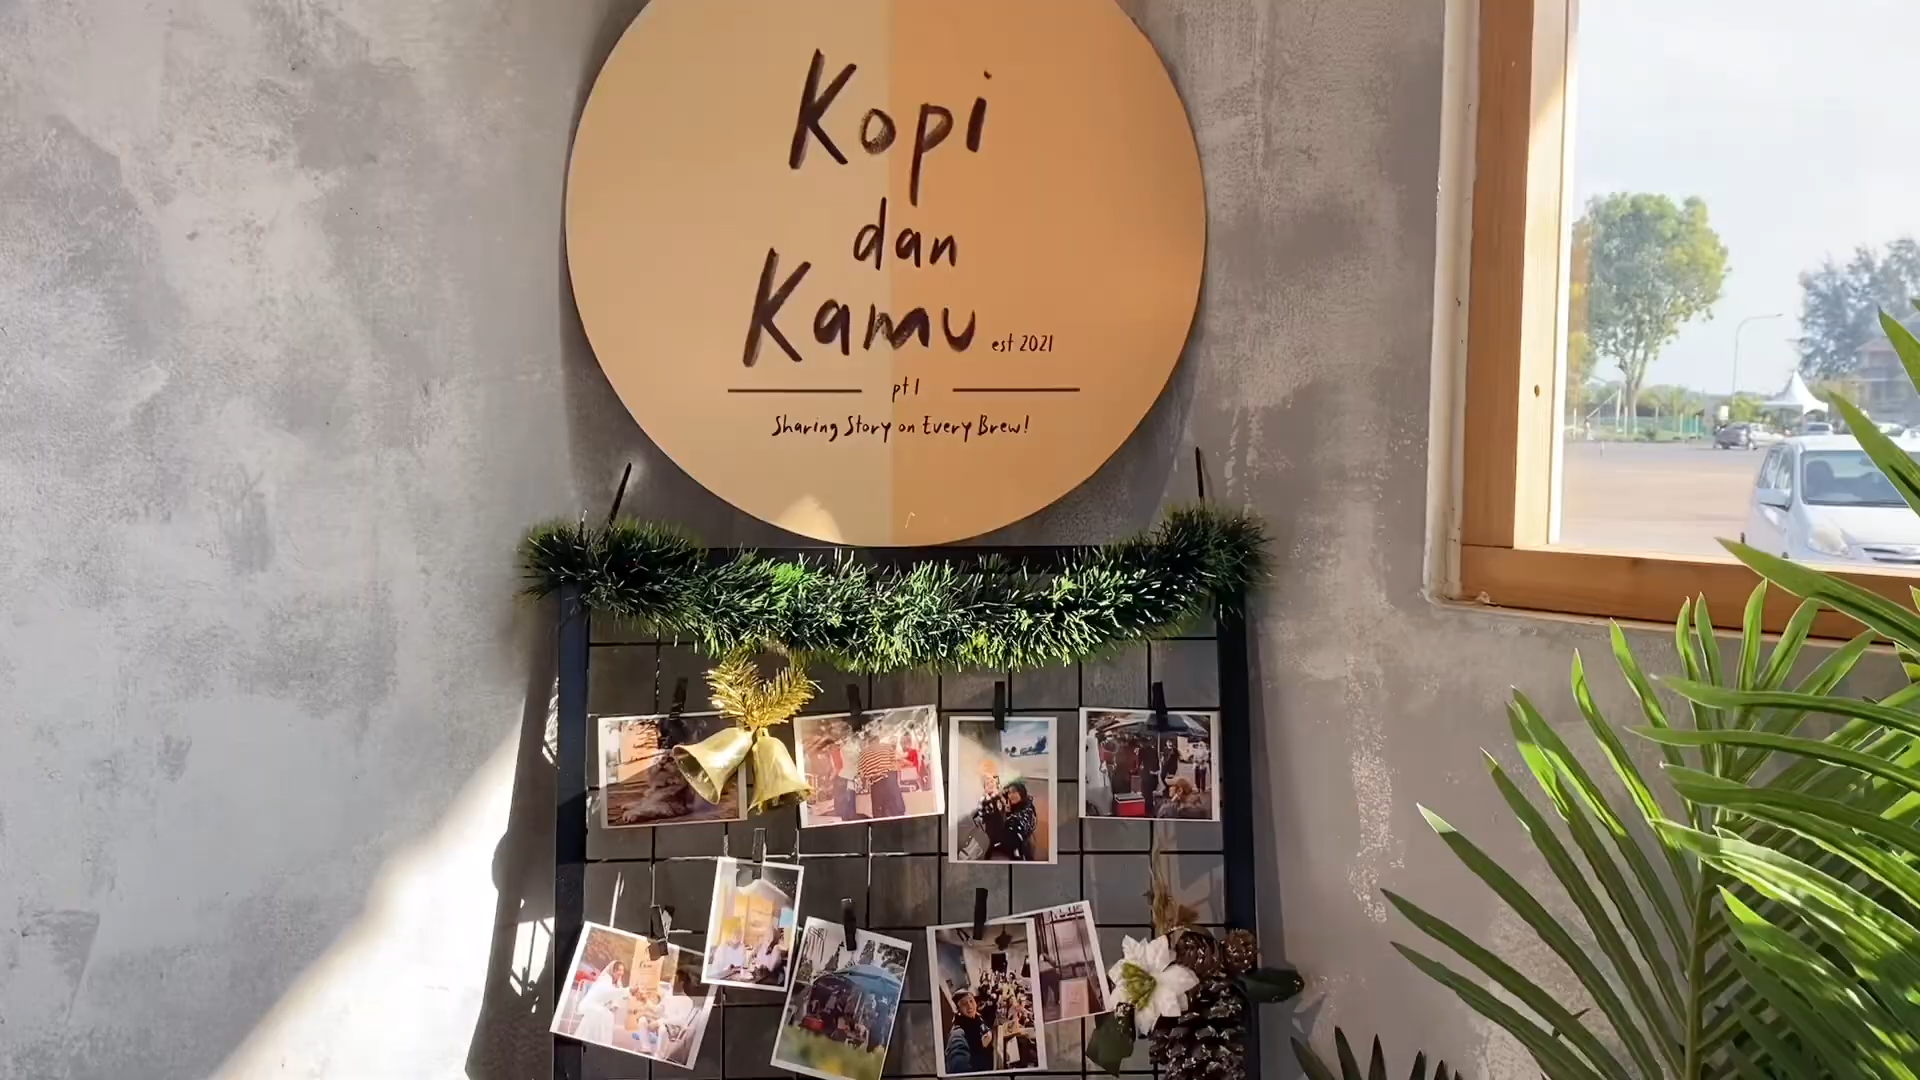 Kopi
dan
Kamu est 2021
pt 1
Sharing Story on Every Brew!